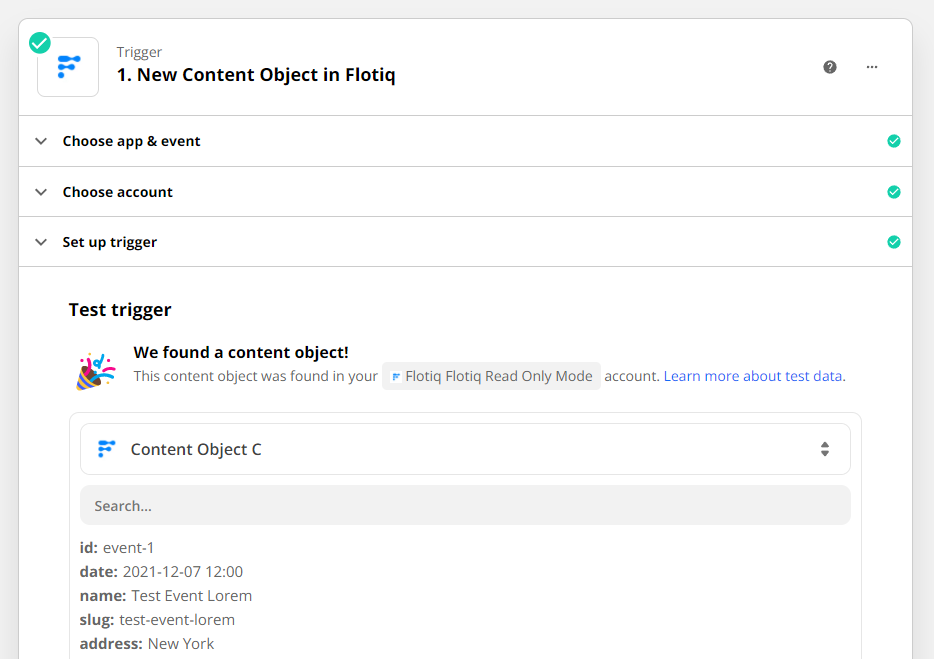 Trigger
1. New Content Object in Flotiq
Choose app & event
Choose account
Set up trigger
Test trigger
We found a content object!
This content object was found in your Flotiq Flotiq Read Only Mode account. Learn more about test data.
Content Object C
Search...
id: event-1
date: 2021-12-07 12:00
name: Test Event Lorem
slug: test-event-lorem
address: New York